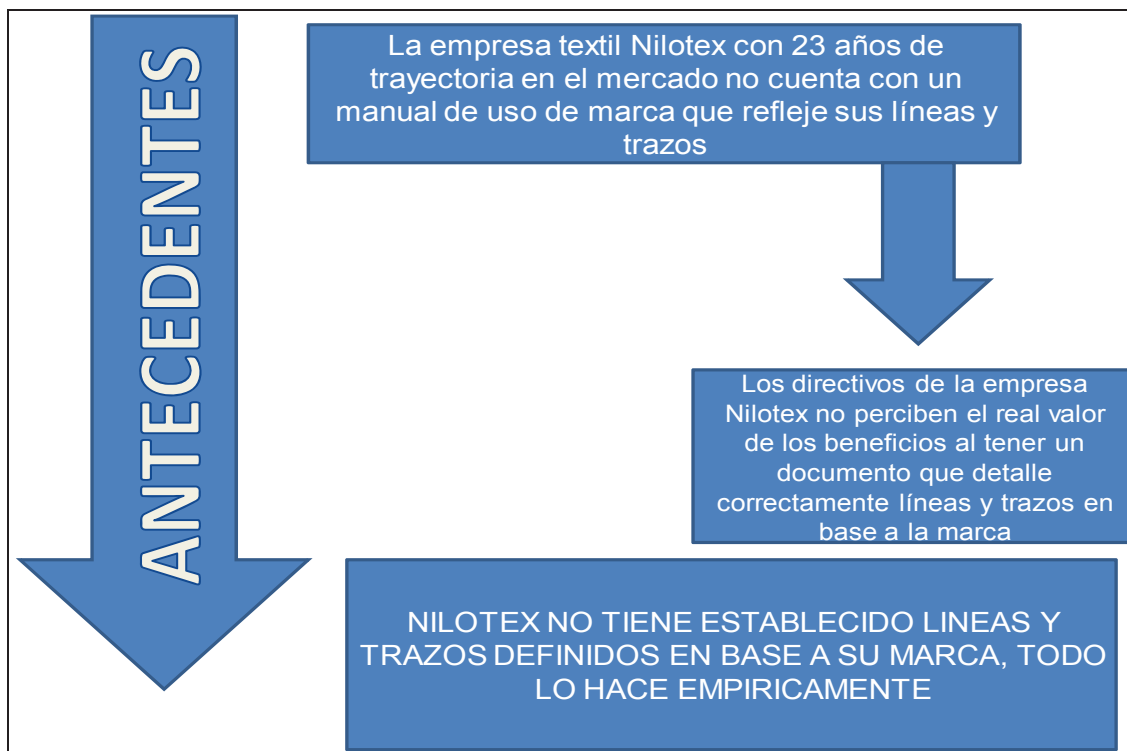 ANTECEDENTES
La empresa textil Nilotex con 23 años de
trayectoria en el mercado no cuenta con un
manual de uso de marca que refleje sus líneas y
trazos
Los directivos de la empresa
Nilotex no perciben el real valor
de los beneficios al tener un
documento que detalle
correctamente líneas y trazos en
base a la marca
NILOTEX NO TIENE ESTABLECIDO LINEAS Y
TRAZOS DEFINIDOS EN BASE A SU MARCA, TODO
LO HACE EMPIRICAMENTE